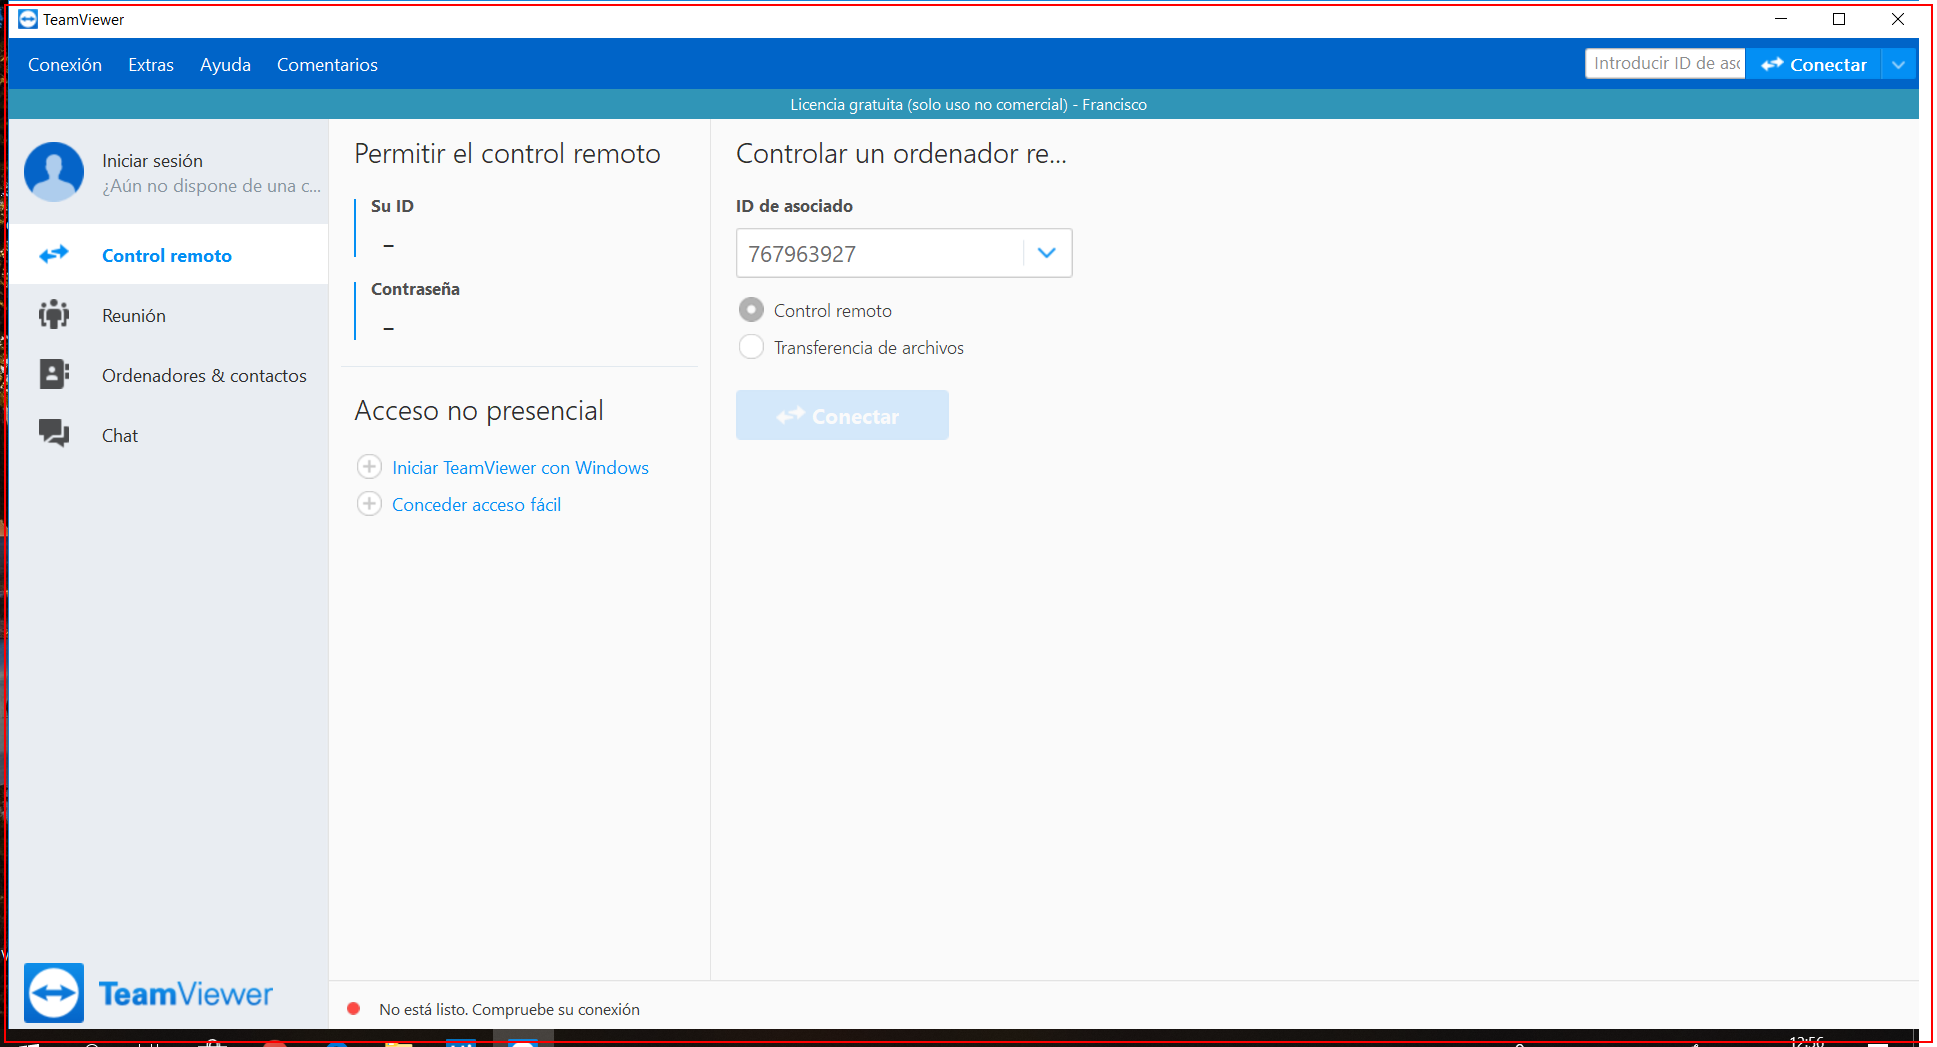 TeamViewer
Conexión Extras Ayuda Comentarios
Introducir ID de aso
Conectar
Licencia gratuita (solo uso no comercial) - Francisco
Iniciar sesión
¿Aún no dispone de una c...
Control remoto
Reunión
Ordenadores & contactos
Chat
TeamViewer
Permitir el control remoto
Su ID
–
Contraseña
–
Acceso no presencial
Iniciar TeamViewer con Windows
Conceder acceso fácil
Controlar un ordenador re...
ID de asociado
767963927
Control remoto
Transferencia de archivos
Conectar
No está listo. Compruebe su conexión
12:56